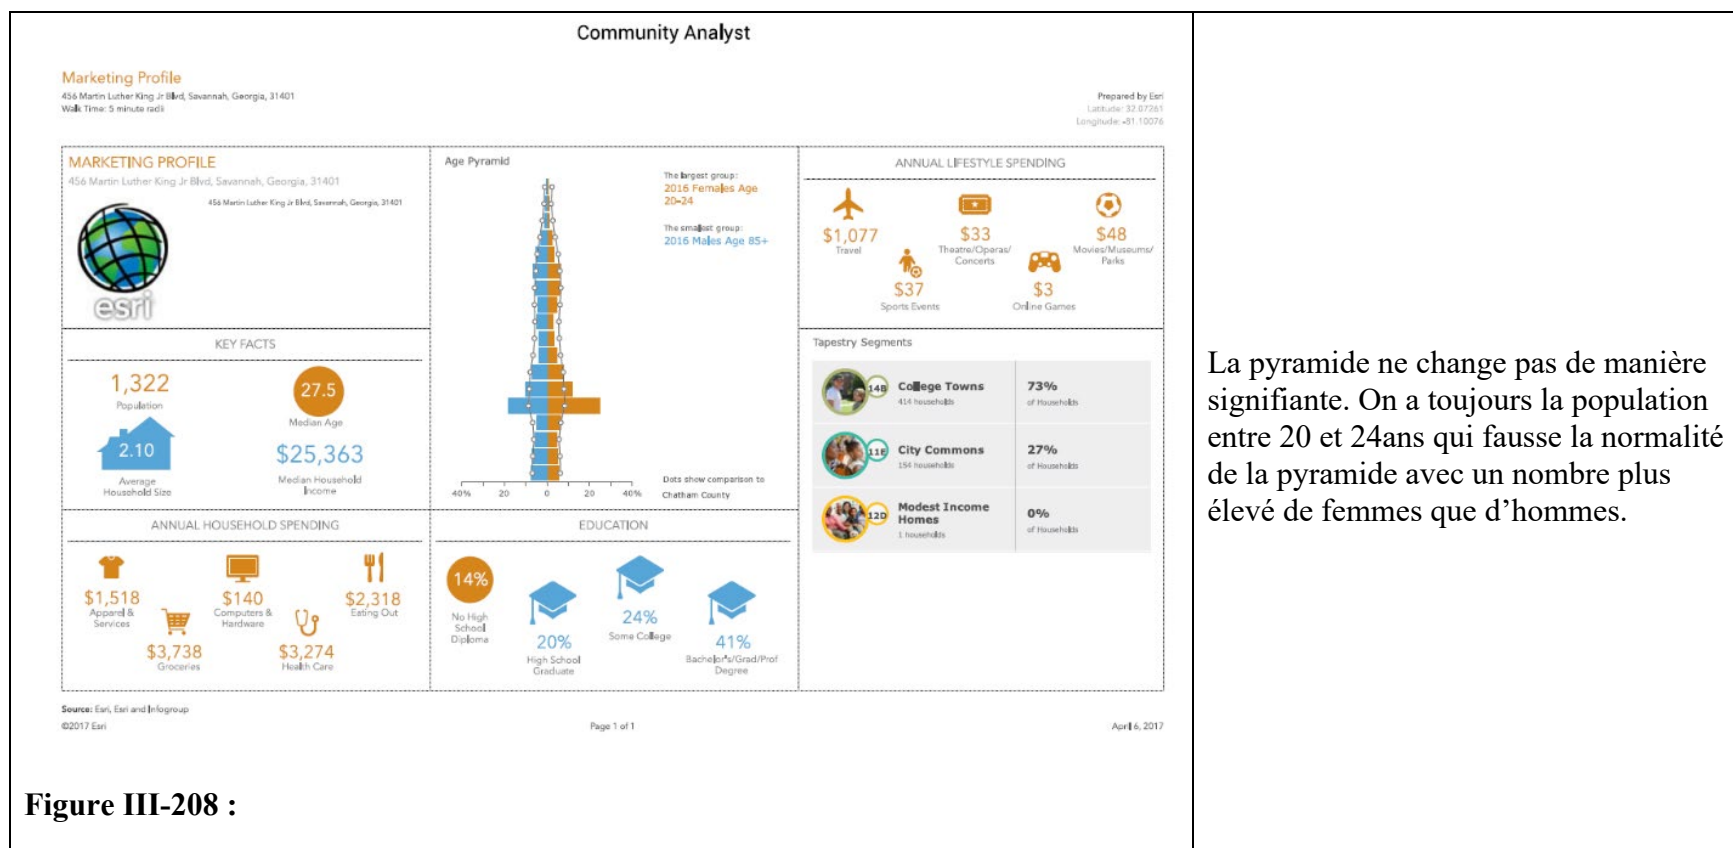 Community Analyst
Marketing Profile
456 Martin Luther King Jr Blvd, Savannah, Georgia, 31401
Walk Time: 5 minute radii
Prepared by Esri
Latitude: 32.07261
Longitude: -81.10076
MARKETING PROFILE
456 Martin Luther King Jr Blvd, Savannah, Georgia, 31401
456 Martin Luther King Jr Blvd, Savannah, Georgia, 31401
esri
KEY FACTS
1,322
Population
27.5
Median Age
2.10
Average
Household Size
$25,363
Median Household
Income
ANNUAL HOUSEHOLD SPENDING
$1,518
Apparel &
Services
$140
Computers &
Hardware
$2,318
Eating Out
$3,738
Groceries
$3,274
Health Care
Age Pyramid
The largest group:
2016 Females Age
20-24
The smallest group:
2016 Males Age 85+
40%
20
0
20
40%
Dots show comparison to
Chatham County
EDUCATION
14%
No High
School
Diploma
20%
High School
Graduate
24%
Some College
41%
Bachelor's/Grad/Prof
Degree
ANNUAL LIFESTYLE SPENDING
$1,077
Travel
$33
Theatre/Operas/
Concerts
$48
Movies/Museums/
Parks
$37
Sports Events
$3
Online Games
Tapestry Segments
14B
College Towns
414 households
73%
of Households
11E
City Commons
154 households
27%
of Households
12D
Modest Income
Homes
1 households
0%
of Households
Source: Esri, Esri and Infogroup
©2017 Esri
Page 1 of 1
April 6, 2017
Figure III-208 :
La pyramide ne change pas de manière
signifiante. On a toujours la population
entre 20 et 24ans qui fausse la normalité
de la pyramide avec un nombre plus
élevé de femmes que d'hommes.